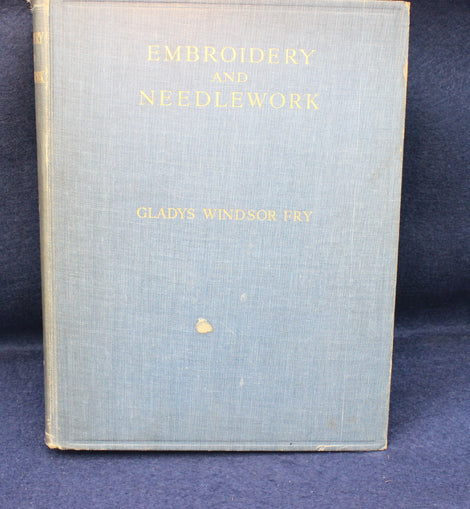 EMBROIDERY
AND
NEEDLEWORK
GLADYS WINDSOR FRY